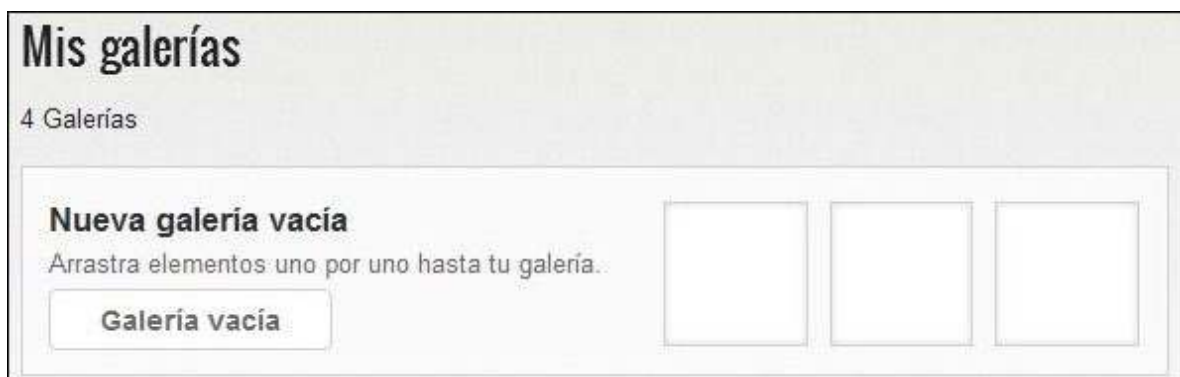 Mis galerías
4 Galerías
Nueva galería vacía
Arrastra elementos uno por uno hasta tu galería.
Galería vacía